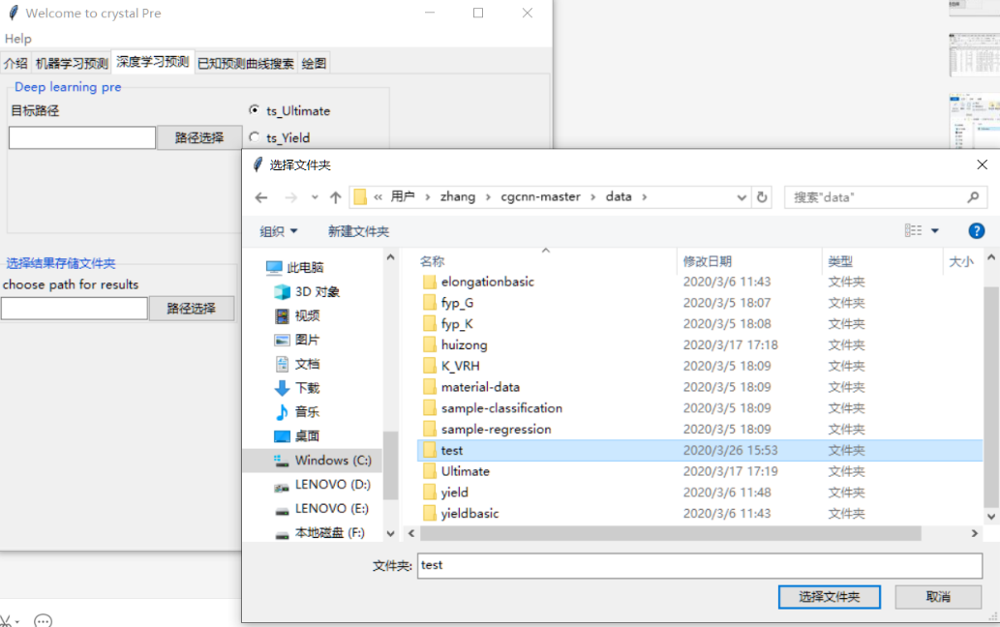 Welcome to crystal Pre
Help
介绍 机器学习预测 深度学习预测 已知预测曲线搜索 绘图
Deep learning pre
目标路径
ts_Ultimate
路径选择
ts_Yield
选择结果存储文件夹
choose path for results
路径选择
选择文件夹
« 用户 › zhang › cgcnn-master › data ›
搜索"data"
组织 新建文件夹
此电脑
3D 对象
视频
图片
文档
下载
音乐
桌面
Windows (C:)
LENOVO (D:)
LENOVO (E:)
本地磁盘 (F:)
名称 修改日期 类型 大小
elongationbasic 2020/3/6 11:43 文件夹
fyp_G 2020/3/5 18:07 文件夹
fyp_K 2020/3/5 18:08 文件夹
huizong 2020/3/17 17:18 文件夹
K_VRH 2020/3/5 18:09 文件夹
material-data 2020/3/5 18:09 文件夹
sample-classification 2020/3/5 18:09 文件夹
sample-regression 2020/3/5 18:09 文件夹
test 2020/3/26 15:53 文件夹
Ultimate 2020/3/17 17:19 文件夹
yield 2020/3/6 11:48 文件夹
yieldbasic 2020/3/6 11:43 文件夹
文件夹: test
选择文件夹 取消